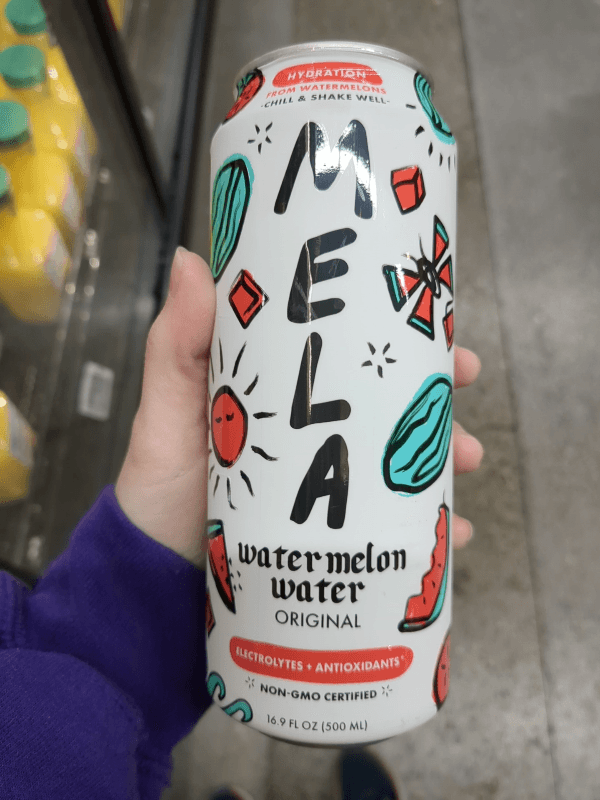 HYDRATION
FROM WATERMELONS
-CHILL & SHAKE WELL-
MELA
watermelon
water
ORIGINAL
ELECTROLYTES + ANTIOXIDANTS*
NON-GMO CERTIFIED
16.9 FL OZ (500 ML)